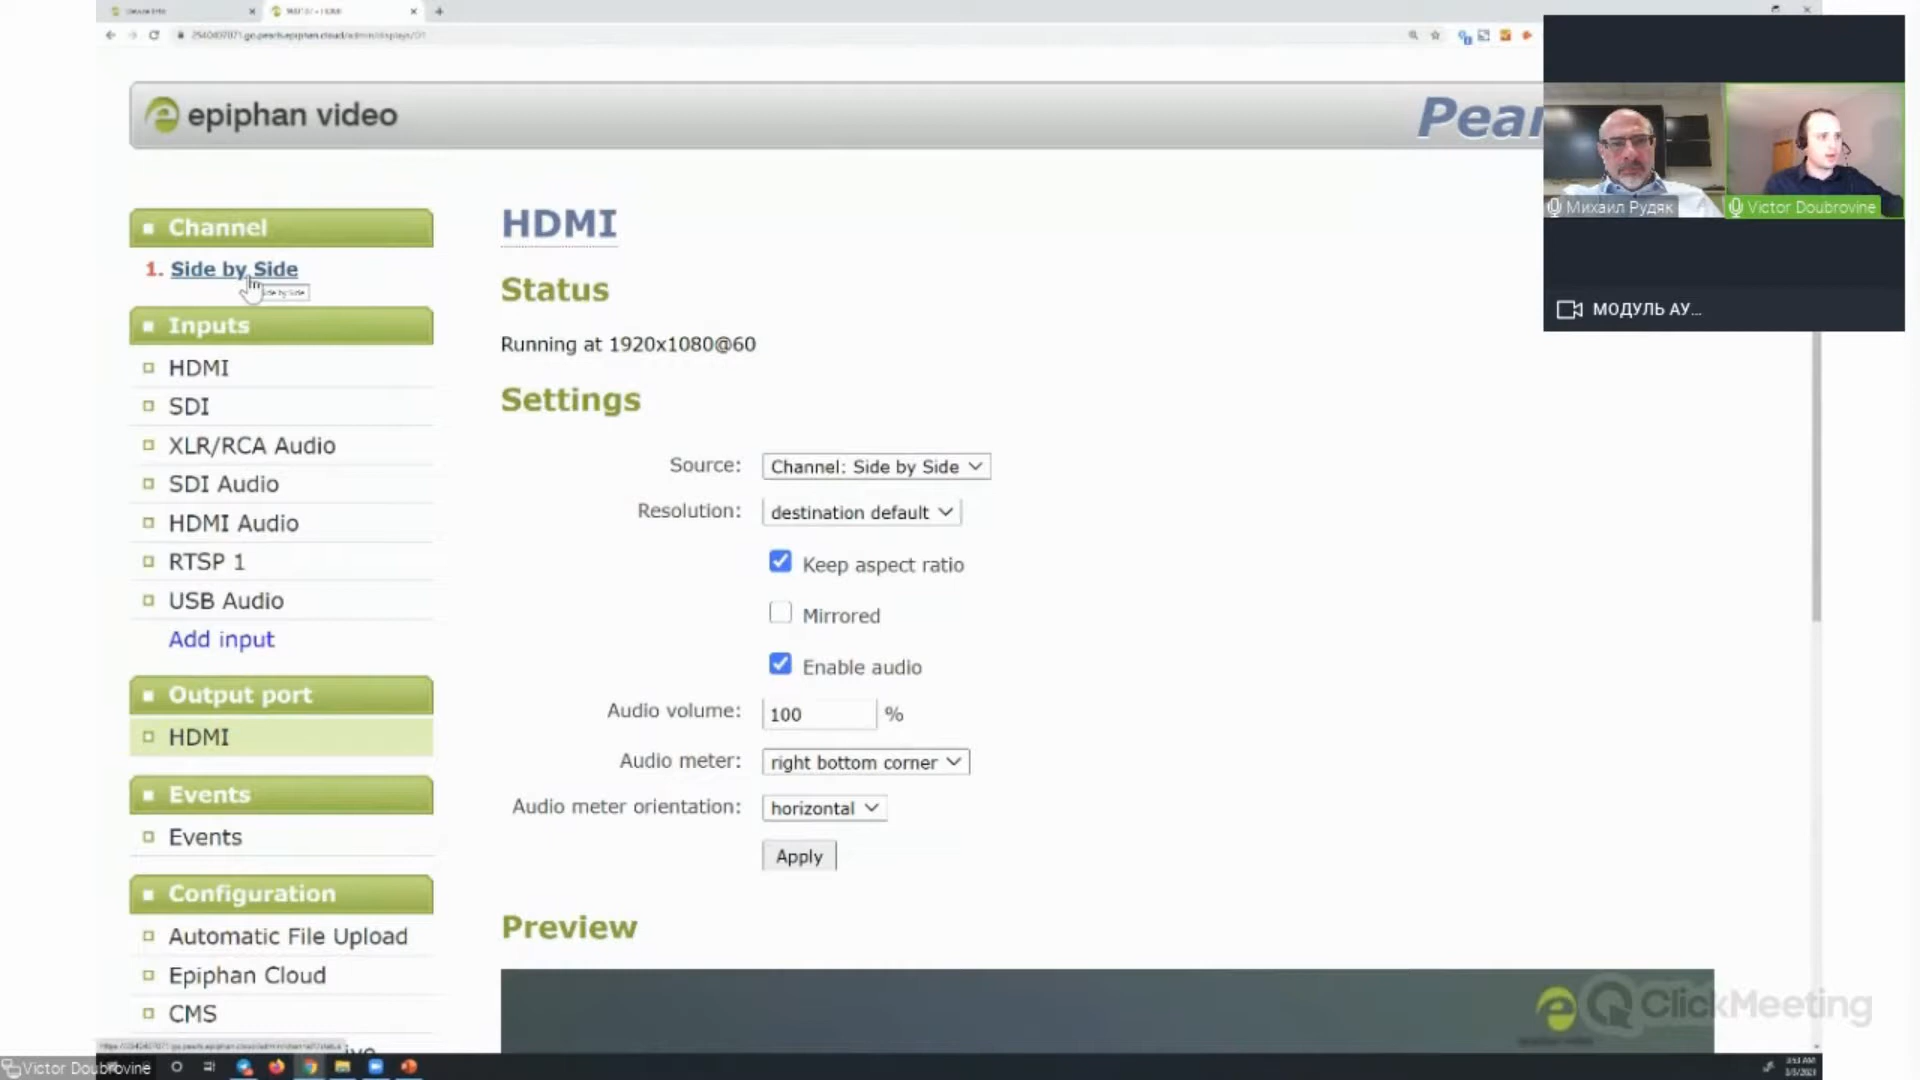 epiphan video
Pear
Михаил Рудяк
Victor Doubrovine
МОДУЛЬ АУ...
Channel
1. Side by Side
Inputs
HDMI
SDI
XLR/RCA Audio
SDI Audio
HDMI Audio
RTSP 1
USB Audio
Add input
Output port
HDMI
Events
Events
Configuration
Automatic File Upload
Epiphan Cloud
CMS
HDMI
Status
Running at 1920x1080@60
Settings
Source: Channel: Side by Side
Resolution: destination default
Keep aspect ratio
Mirrored
Enable audio
Audio volume: 100 %
Audio meter: right bottom corner
Audio meter orientation: horizontal
Apply
Preview
ClickMeeting
Victor Doubrovine